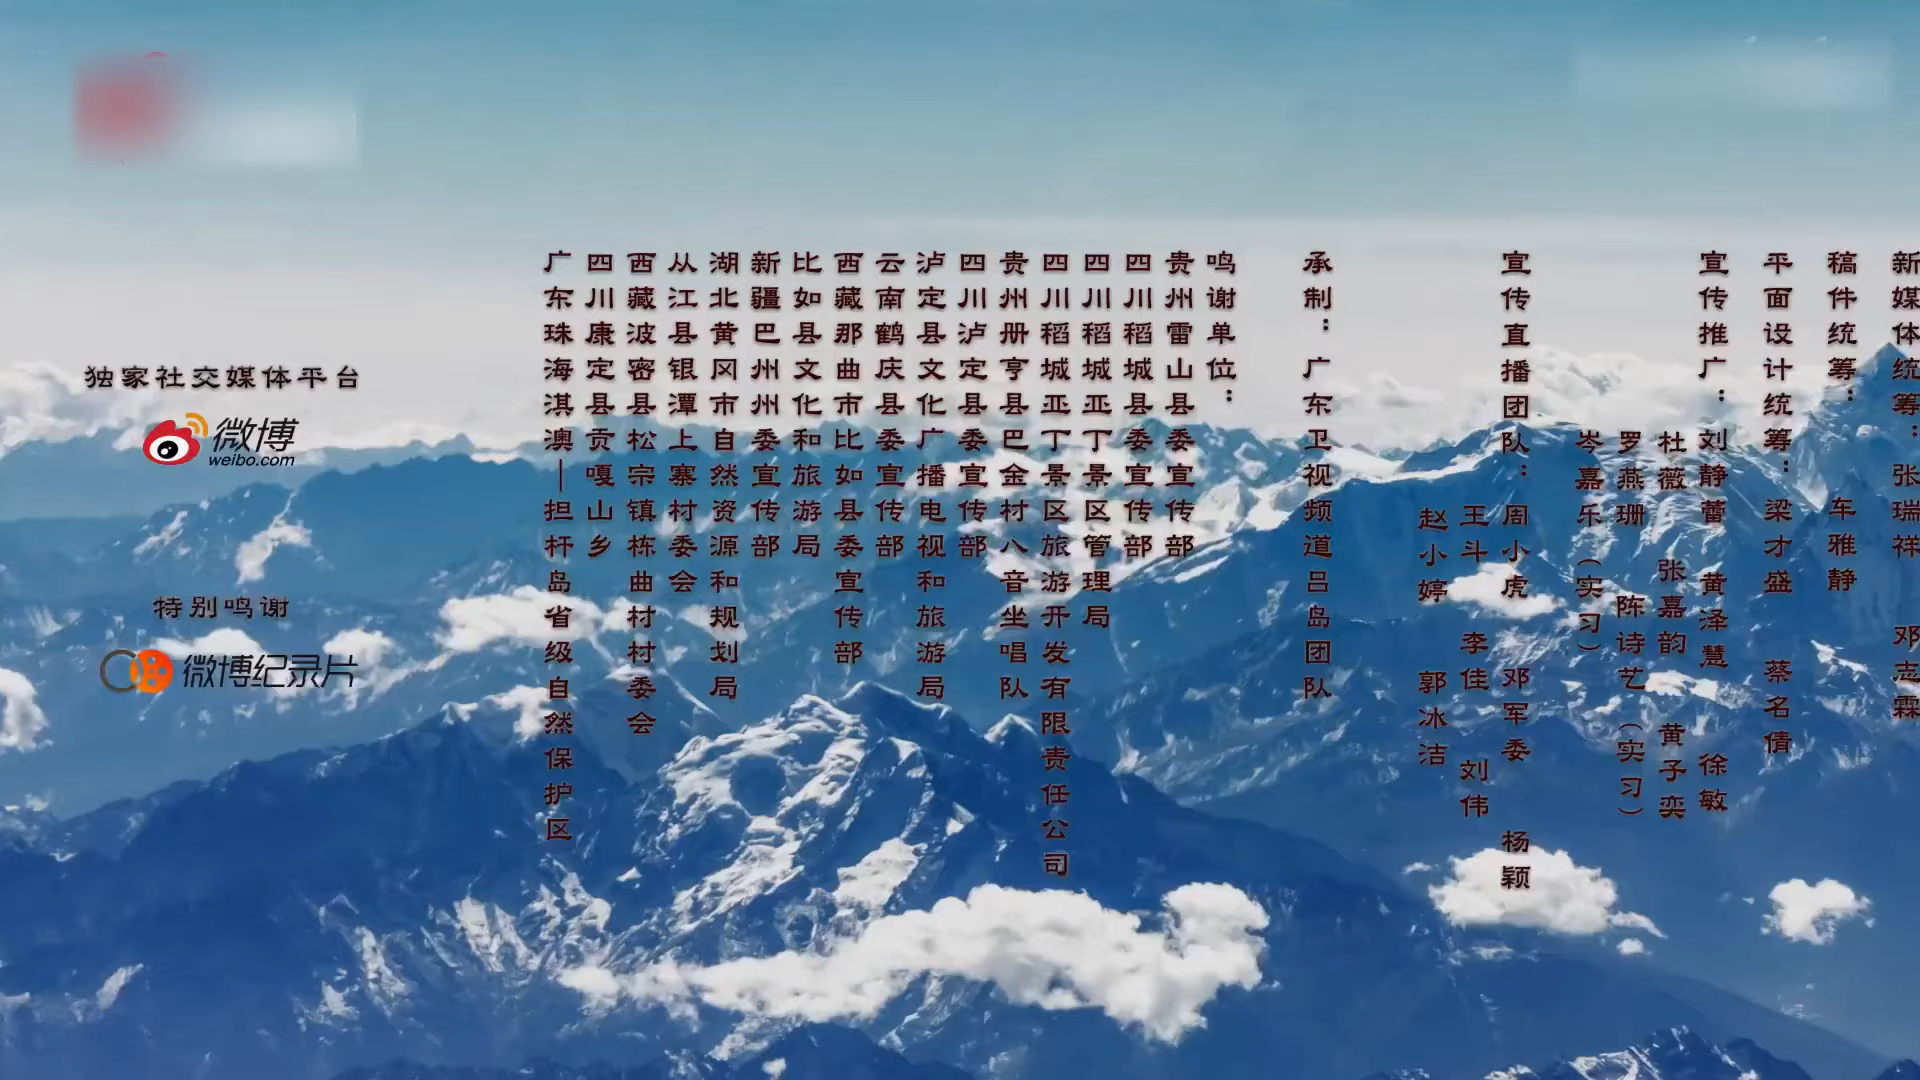 新媒体统筹：张瑞祥 邓志霖
稿件统筹： 车雅静
平面设计统筹： 梁才盛 蔡名倩
宣传推广：刘静蕾 黄泽慧 徐敏
杜薇 张嘉韵 黄子奕
罗燕珊 陈诗艺（实习）
岑嘉乐（实习）
宣传直播团队：周小虎 邓军委 杨颖
王斗 李佳 刘伟
赵小婷 郭冰洁
承制：广东卫视频道吕岛团队
鸣谢单位：
贵州雷山县委宣传部
四川稻城县委宣传部
四川稻城亚丁景区管理局
四川稻城亚丁景区旅游开发有限责任公司
贵州册亨县巴金村八音坐唱队
四川泸定县委宣传部
泸定县文化广播电视和旅游局
云南鹤庆县委宣传部
西藏那曲市比如县委宣传部
比如县文化和旅游局
新疆巴州州委宣传部
湖北黄冈市自然资源和规划局
从江县银潭上寨村委会
西藏波密县松宗镇栋曲村村委会
四川康定县贡嘎山乡
广东珠海淇澳—担杆岛省级自然保护区
独家社交媒体平台
微博
weibo.com
特别鸣谢
微博纪录片